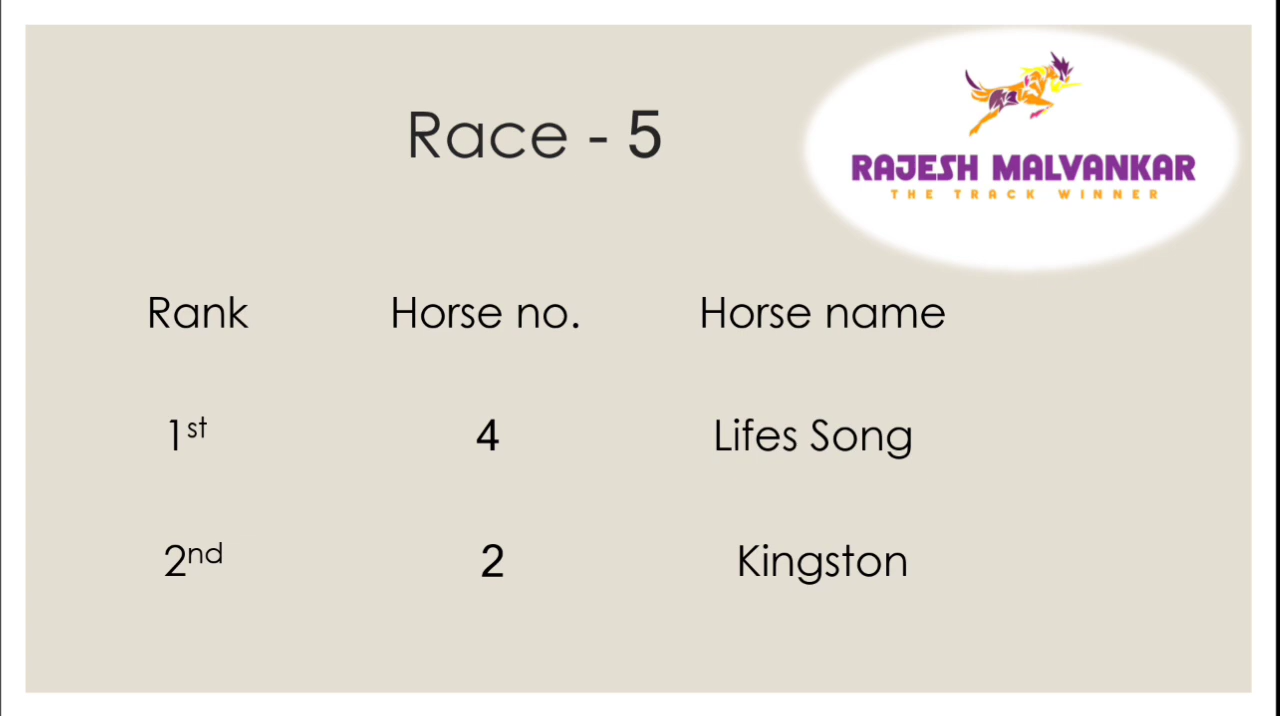 Race - 5
RAJESH MALVANKAR
THE TRACK WINNER
Rank Horse no. Horse name
1st 4 Lifes Song
2nd 2 Kingston